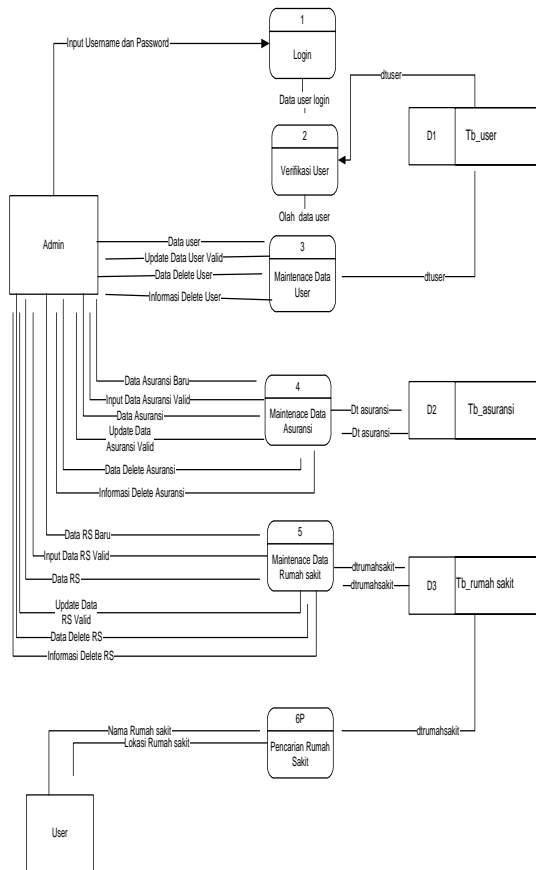 1
Input Username dan Password
Login
dtuser
Data user login
2
D1
Tb_user
Verifikasi User
Olah data user
Admin
Data user
3
Update Data User Valid
Data Delete User
Maintenace Data
User
dtuser
Informasi Delete User
Data Asuransi Baru
4
Input Data Asuransi Valid
Data Asuransi
Maintenace Data
Asuransi
Dt asuransi
D2
Tb_asuransi
Update Data
Asuransi Valid
Dt asuransi
Data Delete Asuransi
Informasi Delete Asuransi
Data RS Baru
5
Input Data RS Valid
Maintenace Data
Rumah sakit
dtrumahsakit
Data RS
dtrumahsakit
D3
Tb_rumah sakit
Update Data
RS Valid
Data Delete RS
Informasi Delete RS
6P
Nama Rumah sakit
Lokasi Rumah sakit
Pencarian Rumah
Sakit
dtrumahsakit
User